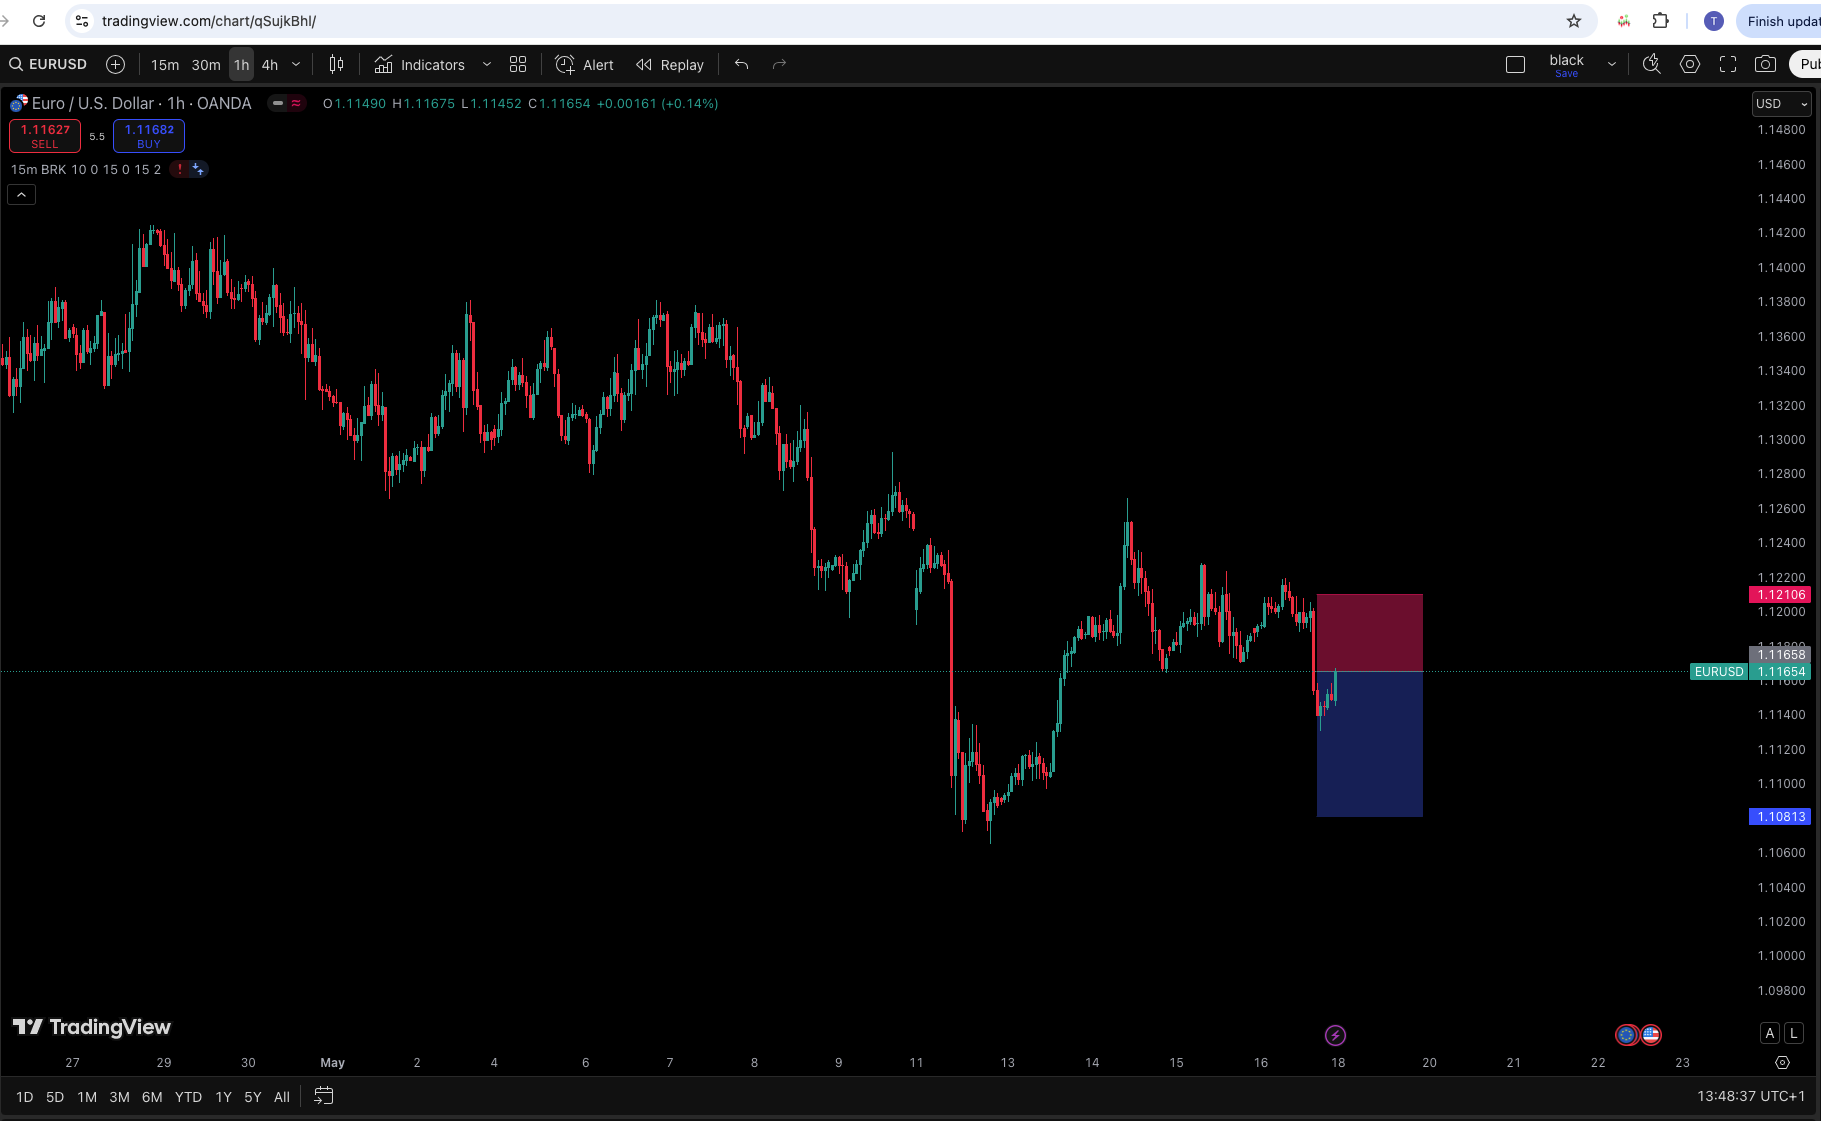 tradingview.com/chart/qSujkBhl/
T
Finish updat
EURUSD
15m 30m 1h 4h
Indicators
Alert
Replay
black
Save
Pub
Euro / U.S. Dollar · 1h · OANDA
O1.11490 H1.11675 L1.11452 C1.11654 +0.00161 (+0.14%)
USD
1.11627
SELL
5.5
1.11682
BUY
15m BRK 10 0 15 0 15 2
1.14800
1.14600
1.14400
1.14200
1.14000
1.13800
1.13600
1.13400
1.13200
1.13000
1.12800
1.12600
1.12400
1.12200
1.12106
1.12000
1.11800
1.11658
EURUSD 1.11654
1.11600
1.11400
1.11200
1.11000
1.10813
1.10600
1.10400
1.10200
1.10000
1.09800
TradingView
A L
27 29 30 May 2 4 6 7 8 9 11 13 14 15 16 18 20 21 22 23
1D 5D 1M 3M 6M YTD 1Y 5Y All
13:48:37 UTC+1